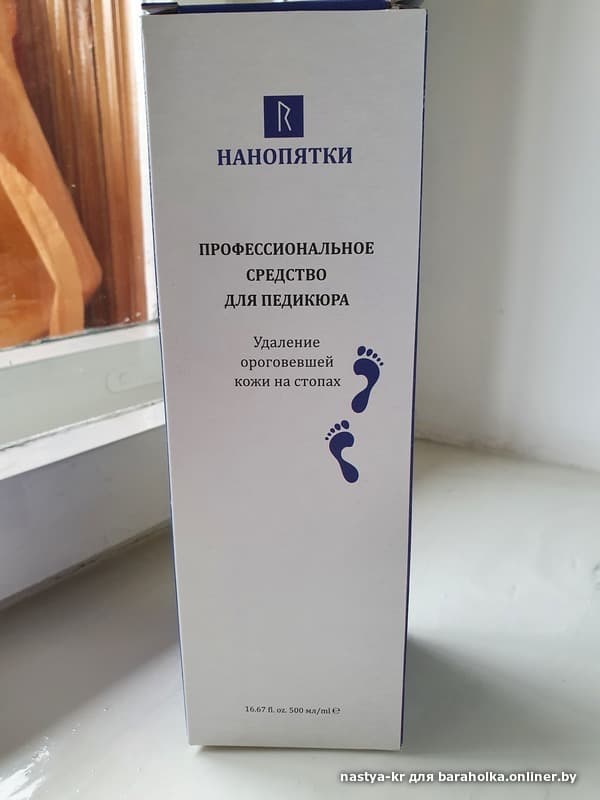 R
НАНОПЯТКИ
ПРОФЕССИОНАЛЬНОЕ
СРЕДСТВО
ДЛЯ ПЕДИКЮРА
Удаление
ороговевшей
кожи на стопах
16.67 fl. oz. 500 мл/ml ℮
nastya-kr для baraholka.onliner.by